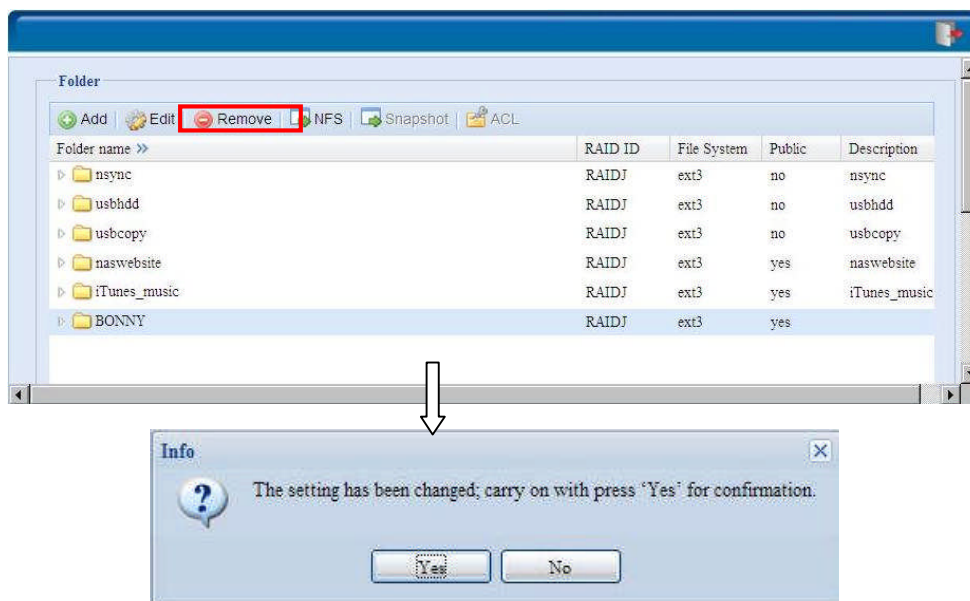 Folder
Add Edit Remove NFS Snapshot ACL
Folder name » RAID ID File System Public Description
nsync RAIDJ ext3 no nsync
usbhdd RAIDJ ext3 no usbhdd
usbcopy RAIDJ ext3 no usbcopy
naswebsite RAIDJ ext3 yes naswebsite
iTunes_music RAIDJ ext3 yes iTunes_music
BONNY RAIDJ ext3 yes
Info
The setting has been changed; carry on with press ‘Yes’ for confirmation.
Yes No